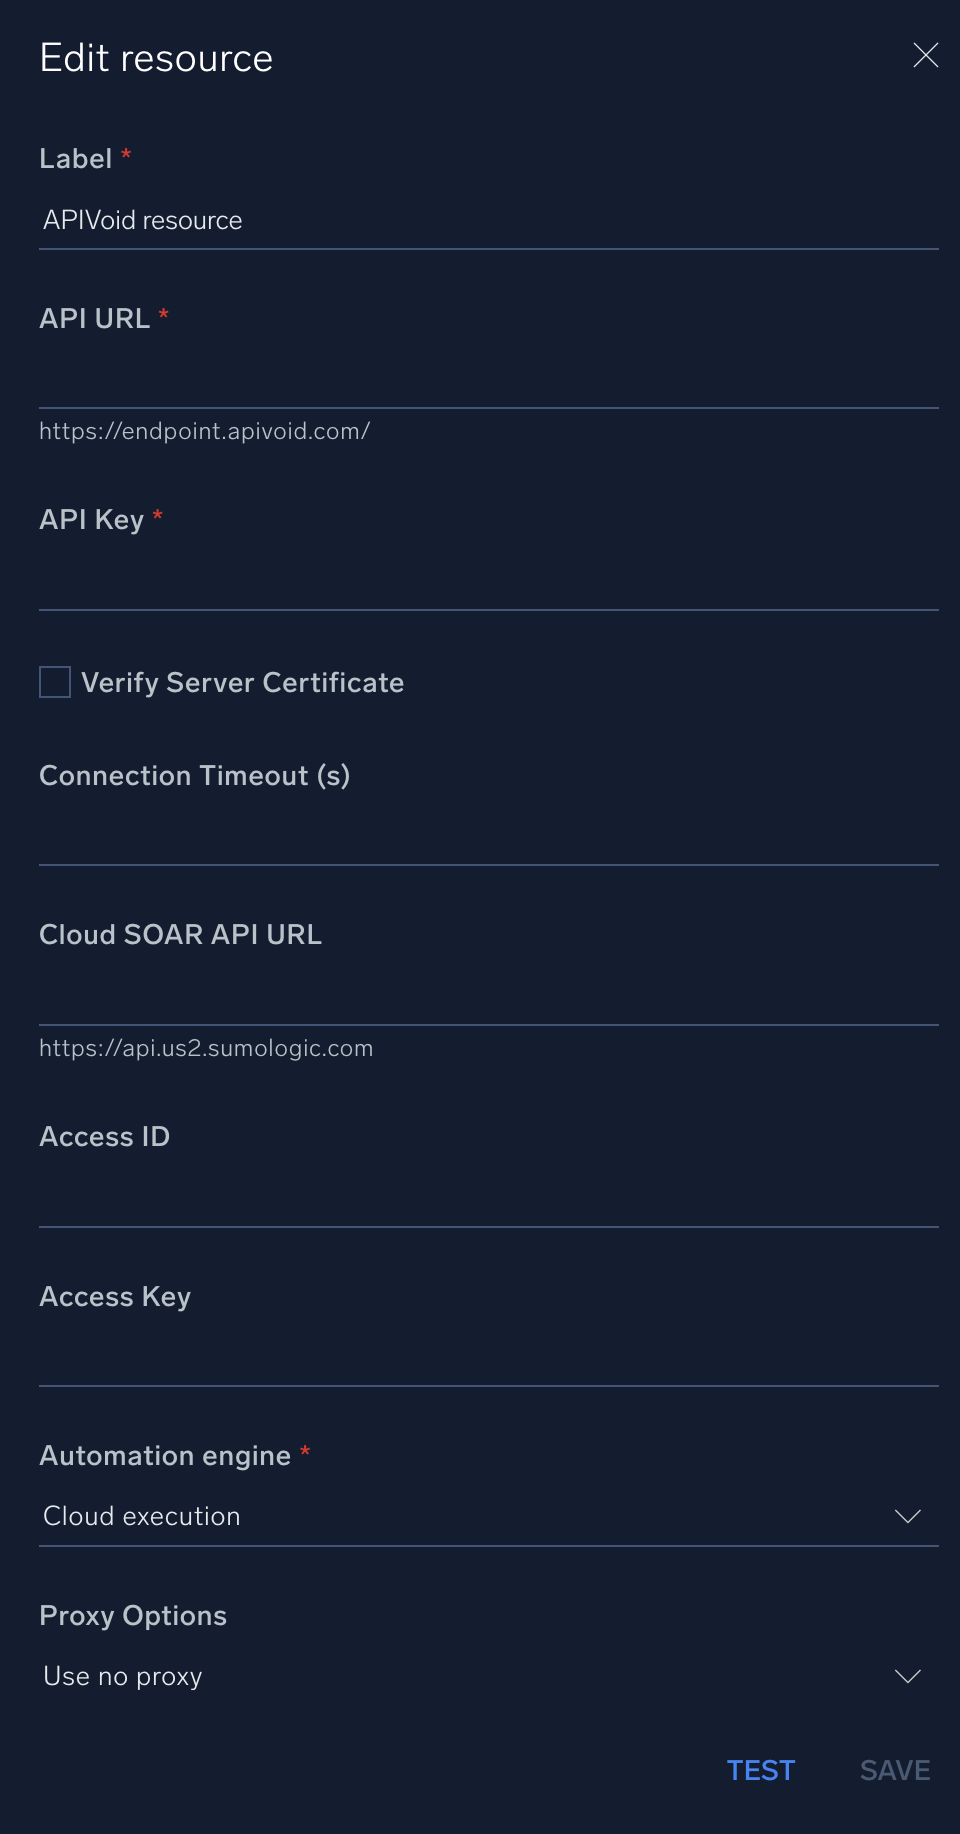 Edit resource
Label *
APIVoid resource
API URL *
https://endpoint.apivoid.com/
API Key *
Verify Server Certificate
Connection Timeout (s)
Cloud SOAR API URL
https://api.us2.sumologic.com
Access ID
Access Key
Automation engine *
Cloud execution
Proxy Options
Use no proxy
TEST SAVE